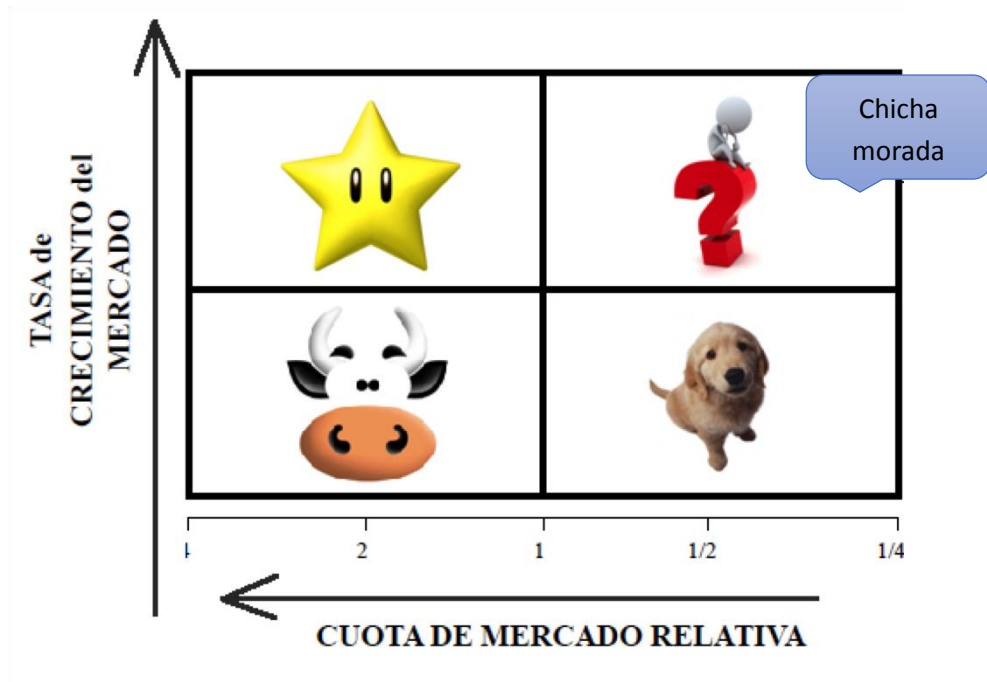 Chicha
morada
TASA de
CRECIMIENTO del
MERCADO
2
1
1/2
1/4
CUOTA DE MERCADO RELATIVA